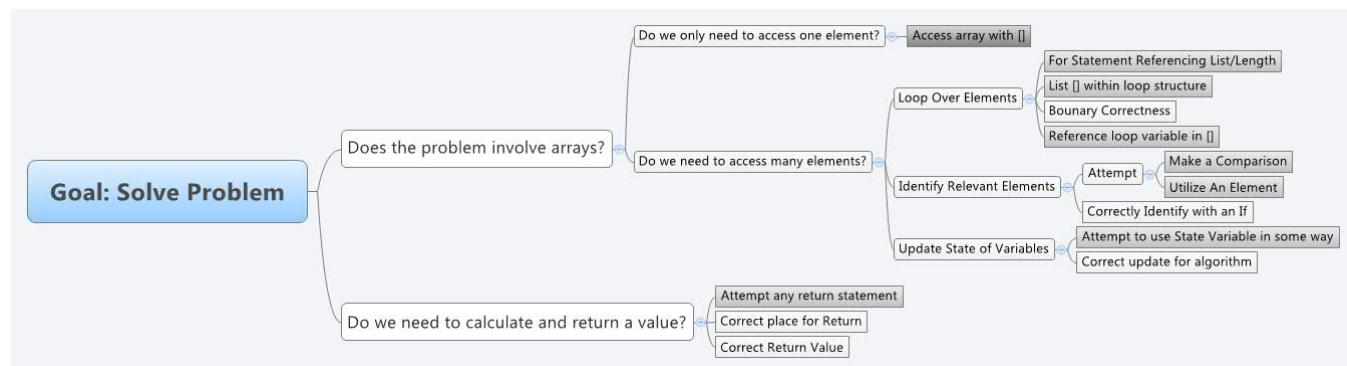 Goal: Solve Problem
Does the problem involve arrays?
Do we only need to access one element?
Access array with []
Do we need to access many elements?
Loop Over Elements
For Statement Referencing List/Length
List [] within loop structure
Bounary Correctness
Reference loop variable in []
Identify Relevant Elements
Attempt
Make a Comparison
Utilize An Element
Correctly Identify with an If
Update State of Variables
Attempt to use State Variable in some way
Correct update for algorithm
Do we need to calculate and return a value?
Attempt any return statement
Correct place for Return
Correct Return Value